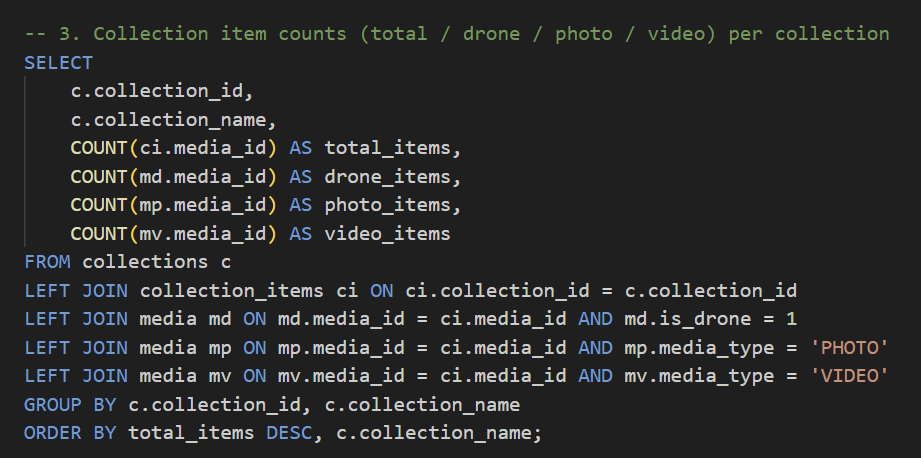 -- 3. Collection item counts (total / drone / photo / video) per collection
SELECT
    c.collection_id,
    c.collection_name,
    COUNT(ci.media_id) AS total_items,
    COUNT(md.media_id) AS drone_items,
    COUNT(mp.media_id) AS photo_items,
    COUNT(mv.media_id) AS video_items
FROM collections c
LEFT JOIN collection_items ci ON ci.collection_id = c.collection_id
LEFT JOIN media md ON md.media_id = ci.media_id AND md.is_drone = 1
LEFT JOIN media mp ON mp.media_id = ci.media_id AND mp.media_type = 'PHOTO'
LEFT JOIN media mv ON mv.media_id = ci.media_id AND mv.media_type = 'VIDEO'
GROUP BY c.collection_id, c.collection_name
ORDER BY total_items DESC, c.collection_name;